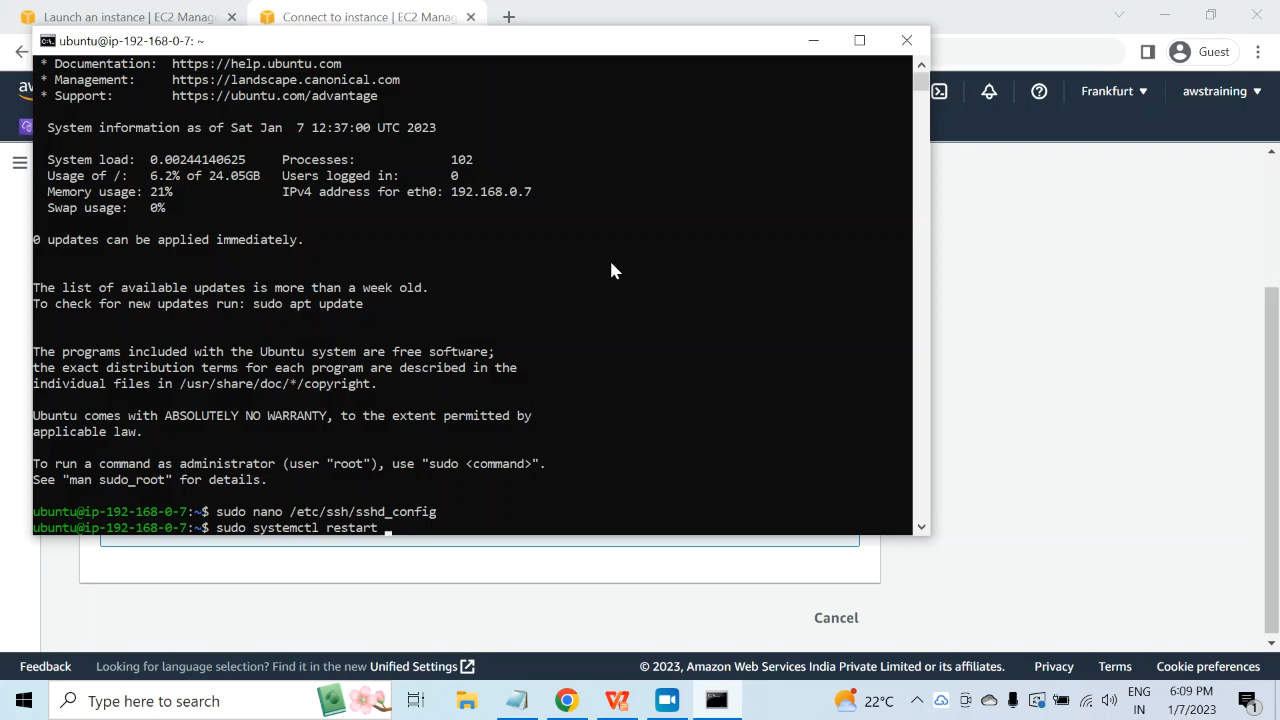 Launch an instance | EC2 Manage
Connect to instance | EC2 Manag
Guest
ubuntu@ip-192-168-0-7: ~
aw
Frankfurt
awstraining
* Documentation:  https://help.ubuntu.com
* Management:     https://landscape.canonical.com
* Support:        https://ubuntu.com/advantage
System information as of Sat Jan  7 12:37:00 UTC 2023
System load:  0.00244140625     Processes:             102
Usage of /:   6.2% of 24.05GB   Users logged in:       0
Memory usage: 21%               IPv4 address for eth0: 192.168.0.7
Swap usage:   0%
0 updates can be applied immediately.
The list of available updates is more than a week old.
To check for new updates run: sudo apt update
The programs included with the Ubuntu system are free software;
the exact distribution terms for each program are described in the
individual files in /usr/share/doc/*/copyright.
Ubuntu comes with ABSOLUTELY NO WARRANTY, to the extent permitted by
applicable law.
To run a command as administrator (user "root"), use "sudo <command>".
See "man sudo_root" for details.
ubuntu@ip-192-168-0-7:~$ sudo nano /etc/ssh/sshd_config
ubuntu@ip-192-168-0-7:~$ sudo systemctl restart
Cancel
Feedback Looking for language selection? Find it in the new Unified Settings © 2023, Amazon Web Services India Private Limited or its affiliates. Privacy Terms Cookie preferences
Type here to search
22°C
ENG
IN
6:09 PM
1/7/2023
1